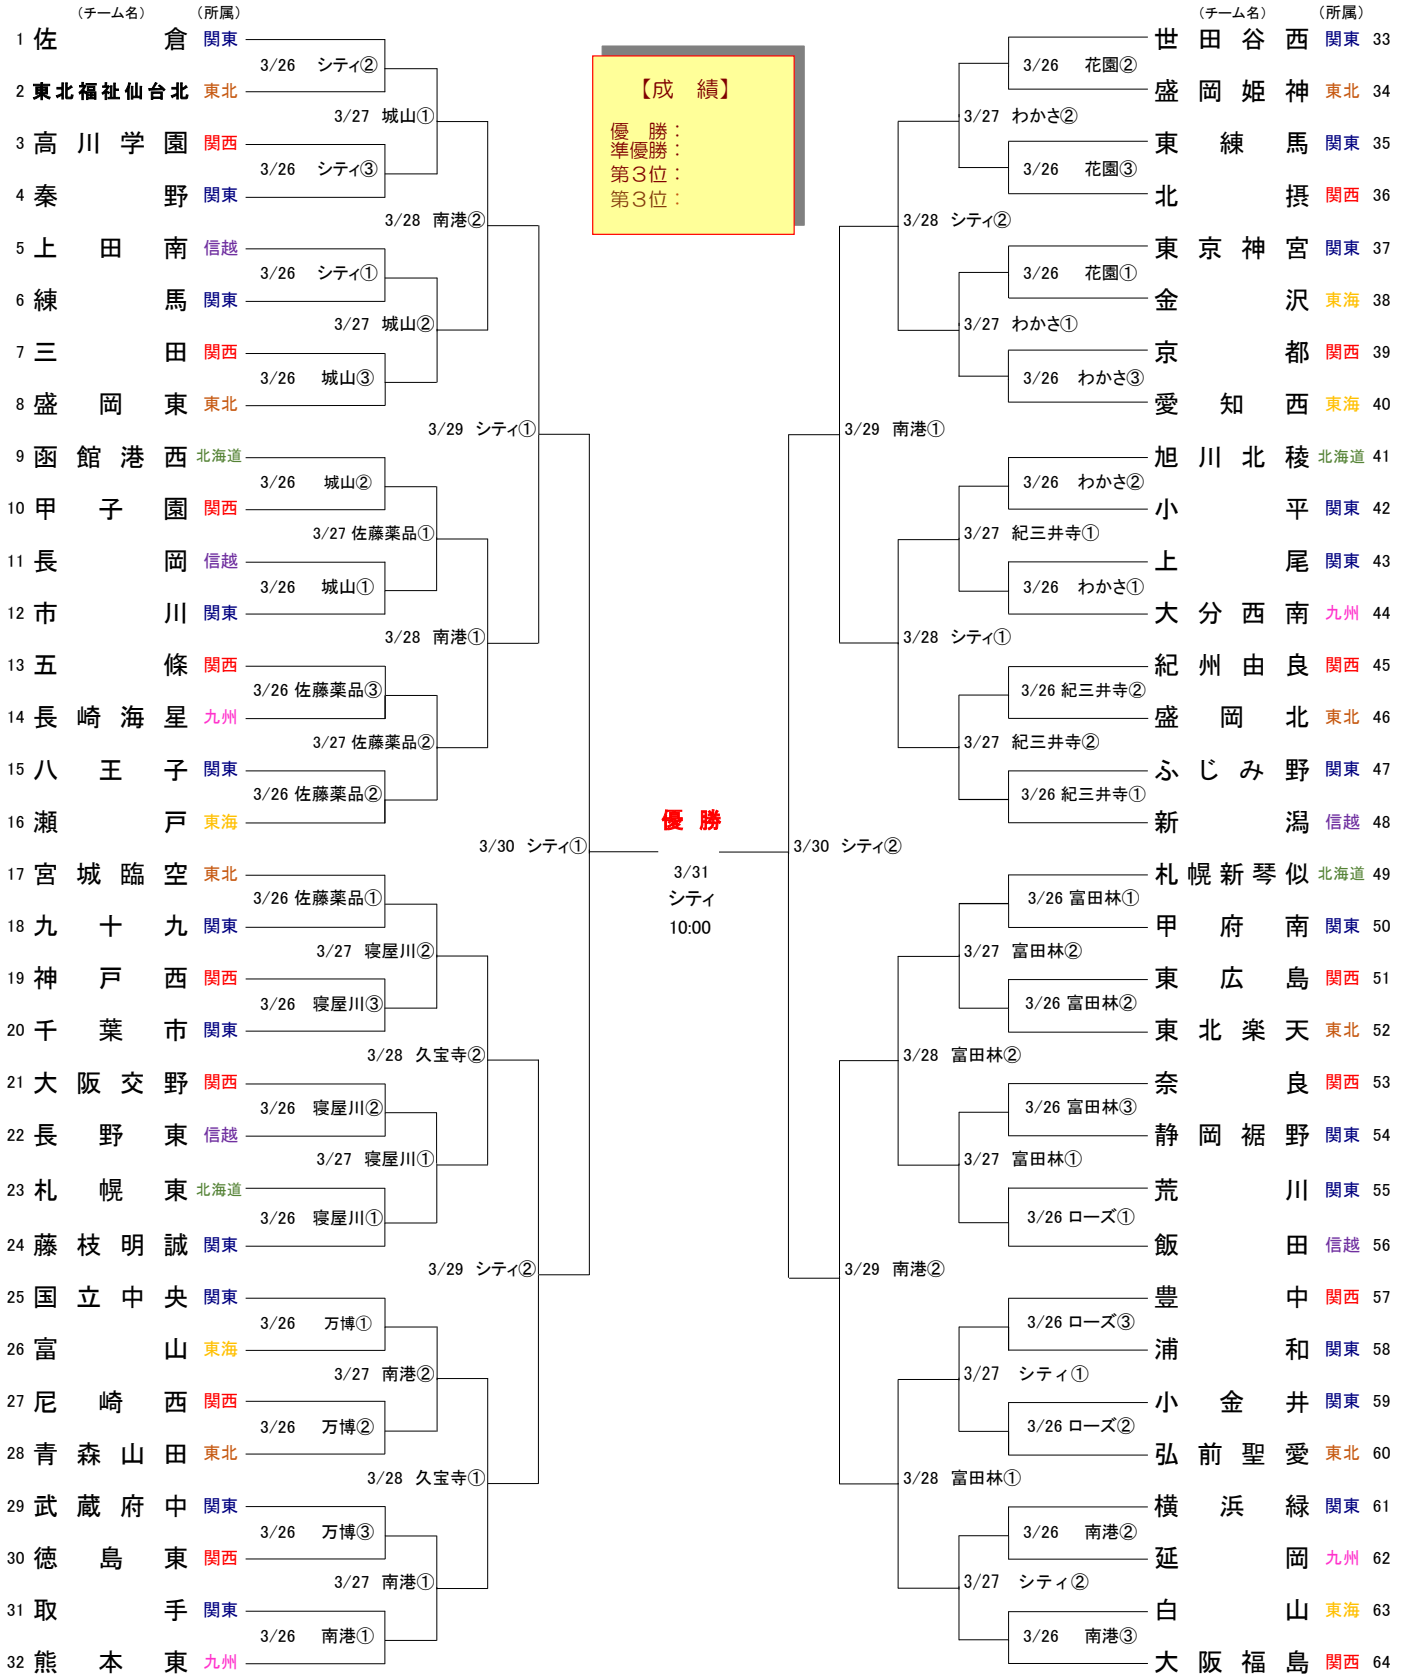 （チーム名）　（所属）
1 佐倉 関東
3/26 シティ②
2 東北福祉仙台北 東北
3/27 城山①
3 高川学園 関西
3/26 シティ③
4 秦野 関東
3/28 南港②
5 上田南 信越
3/26 シティ①
6 練馬 関東
3/27 城山②
7 三田 関西
3/26 城山③
8 盛岡東 東北
3/29 シティ①
9 函館港西 北海道
3/26 城山②
10 甲子園 関西
3/27 佐藤薬品①
11 長岡 信越
3/26 城山①
12 市川 関東
3/28 南港①
13 五條 関西
3/26 佐藤薬品③
14 長崎海星 九州
3/27 佐藤薬品②
15 八王子 関東
3/26 佐藤薬品②
16 瀬戸 東海
3/30 シティ①
17 宮城臨空 東北
3/26 佐藤薬品①
18 九十九 関東
3/27 寝屋川②
19 神戸西 関西
3/26 寝屋川③
20 千葉市 関東
3/28 久宝寺②
21 大阪交野 関西
3/26 寝屋川②
22 長野東 信越
3/27 寝屋川①
23 札幌東 北海道
3/26 寝屋川①
24 藤枝明誠 関東
3/29 シティ②
25 国立中央 関東
3/26 万博①
26 富山 東海
3/27 南港②
27 尼崎西 関西
3/26 万博②
28 青森山田 東北
3/28 久宝寺①
29 武蔵府中 関東
3/26 万博③
30 徳島東 関西
3/27 南港①
31 取手 関東
3/26 南港①
32 熊本東 九州
【成　績】
優　勝：
準優勝：
第３位：
第３位：
優勝
3/31
シティ
10:00
（チーム名）　（所属）
世田谷西 関東 33
3/26 花園②
盛岡姫神 東北 34
3/27 わかさ②
東練馬 関東 35
3/26 花園③
北摂 関西 36
3/28 シティ②
東京神宮 関東 37
3/26 花園①
金沢 東海 38
3/27 わかさ①
京都 関西 39
3/26 わかさ③
愛知西 東海 40
3/29 南港①
旭川北稜 北海道 41
3/26 わかさ②
小平 関東 42
3/27 紀三井寺①
上尾 関東 43
3/26 わかさ①
大分西南 九州 44
3/28 シティ①
紀州由良 関西 45
3/26 紀三井寺②
盛岡北 東北 46
3/27 紀三井寺②
ふじみ野 関東 47
3/26 紀三井寺①
新潟 信越 48
3/30 シティ②
札幌新琴似 北海道 49
3/26 富田林①
甲府南 関東 50
3/27 富田林②
東広島 関西 51
3/26 富田林②
東北楽天 東北 52
3/28 富田林②
奈良 関西 53
3/26 富田林③
静岡裾野 関東 54
3/27 富田林①
荒川 関東 55
3/26 ローズ①
飯田 信越 56
3/29 南港②
豊中 関西 57
3/26 ローズ③
浦和 関東 58
3/27 シティ①
小金井 関東 59
3/26 ローズ②
弘前聖愛 東北 60
3/28 富田林①
横浜緑 関東 61
3/26 南港②
延岡 九州 62
3/27 シティ②
白山 東海 63
3/26 南港③
大阪福島 関西 64